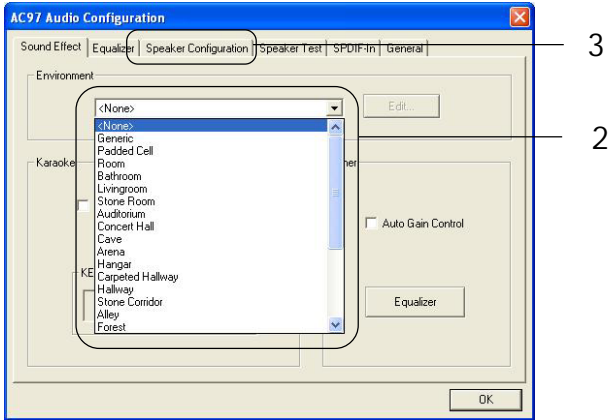 AC97 Audio Configuration
Sound Effect Equalizer Speaker Configuration Speaker Test SPDIF-In General
3
Environment
<None> Edit...
<None>
Generic
2
Padded Cell
Karaoke Room
Bathroom
Livingroom
Stone Room
Auditorium
Auto Gain Control
Concert Hall
Cave
Arena
Hangar
KE Carpeted Hallway
Hallway
Stone Corridor Equalizer
Alley
Forest
OK